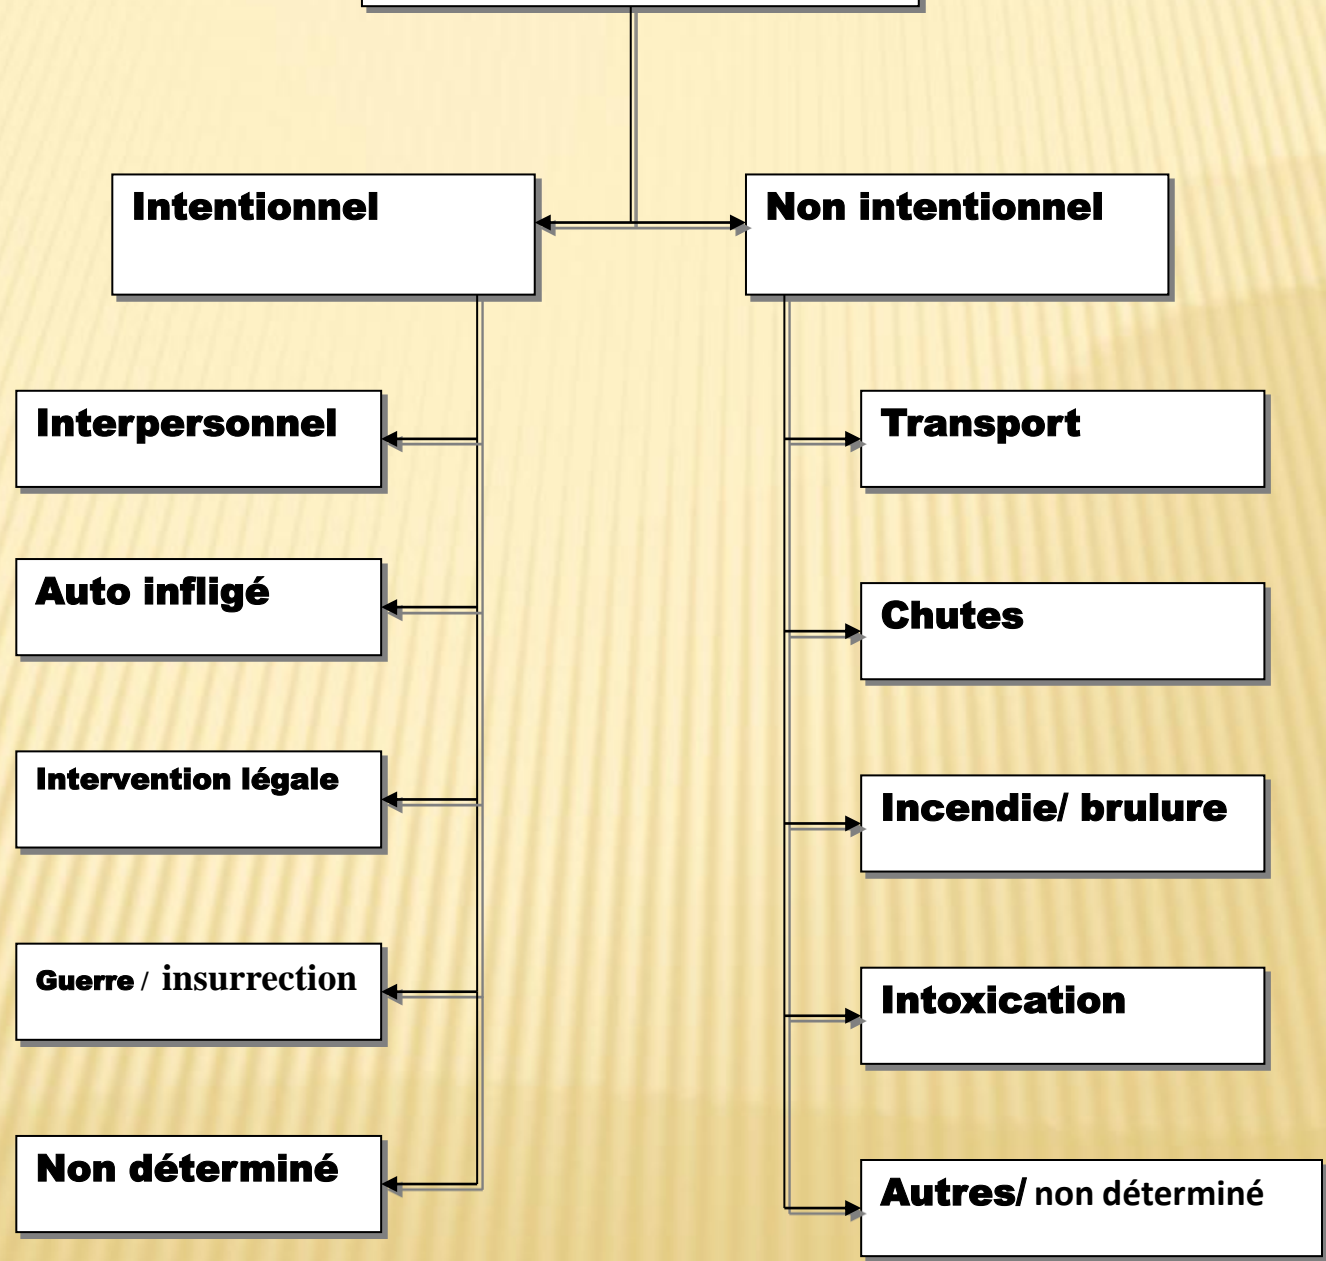 Intentionnel
Non intentionnel
Interpersonnel
Auto infligé
Intervention légale
Guerre / insurrection
Non déterminé
Transport
Chutes
Incendie/ brulure
Intoxication
Autres/ non déterminé